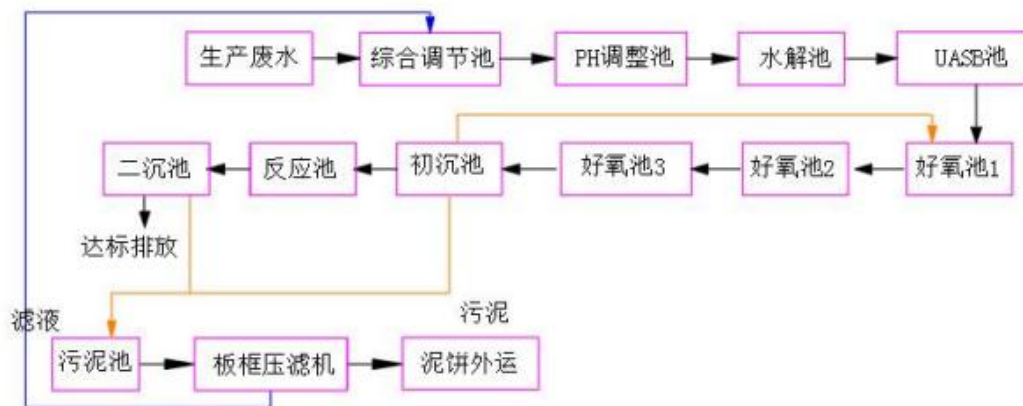 生产废水
综合调节池
PH调整池
水解池
UASB池
二沉池
反应池
初沉池
好氧池3
好氧池2
好氧池1
达标排放
滤液
污泥
污泥池
板框压滤机
泥饼外运